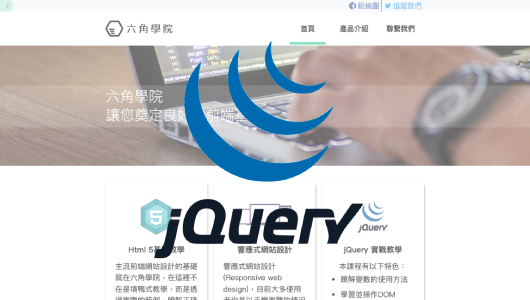 粉絲團 追蹤我們
六角學院
首頁 產品介紹 聯繫我們
六角學院
讓您奠定良好 前端基
jQuery
Html 5基 教學
主流前端網站設計的基礎
就在六角學院，在這裡不
在是填鴨式教學，而是透
響應式網站設計
響應式網站設計
(Responsive web
design)，目前大多使用
jQuery
jQuery 實戰教學
本課程有以下特色：
瞭解變數的使用方法
學習並操作DOM